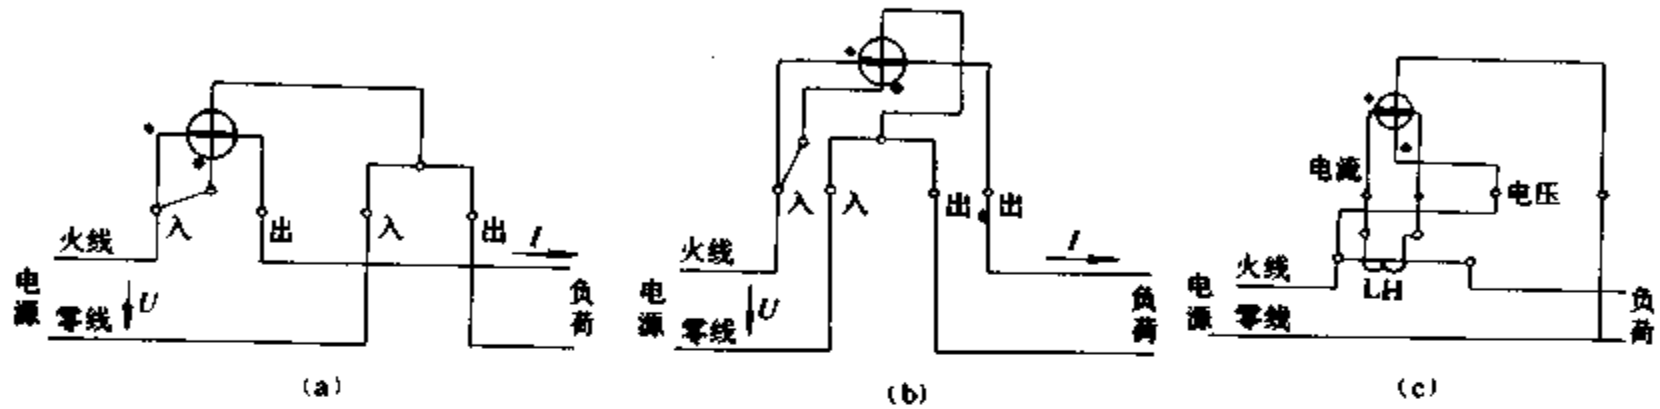 火线
入
出
入
出
I
电源
U
零线
负荷
(a)
火线
入
入
出
出
I
电源
U
零线
负荷
(b)
电流
电压
火线
LH
电源
零线
负荷
(c)